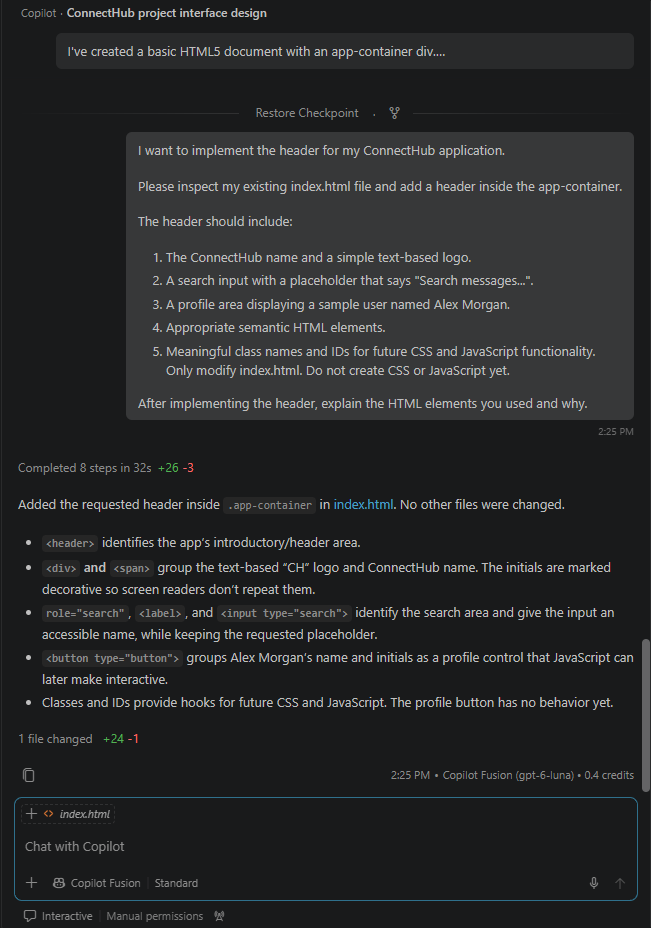 Copilot · ConnectHub project interface design
I've created a basic HTML5 document with an app-container div....
Restore Checkpoint ·
I want to implement the header for my ConnectHub application.
Please inspect my existing index.html file and add a header inside the app-container.
The header should include:
1. The ConnectHub name and a simple text-based logo.
2. A search input with a placeholder that says "Search messages...".
3. A profile area displaying a sample user named Alex Morgan.
4. Appropriate semantic HTML elements.
5. Meaningful class names and IDs for future CSS and JavaScript functionality.
Only modify index.html. Do not create CSS or JavaScript yet.
After implementing the header, explain the HTML elements you used and why.
2:25 PM
Completed 8 steps in 32s +26 -3
Added the requested header inside .app-container in index.html. No other files were changed.
• <header> identifies the app's introductory/header area.
• <div> and <span> group the text-based “CH” logo and ConnectHub name. The initials are marked
decorative so screen readers don't repeat them.
• role="search", <label>, and <input type="search"> identify the search area and give the input an
accessible name, while keeping the requested placeholder.
• <button type="button"> groups Alex Morgan's name and initials as a profile control that JavaScript can
later make interactive.
• Classes and IDs provide hooks for future CSS and JavaScript. The profile button has no behavior yet.
1 file changed +24 -1
2:25 PM • Copilot Fusion (gpt-6-luna) • 0.4 credits
+ <> index.html
Chat with Copilot
+ Copilot Fusion | Standard
Interactive | Manual permissions